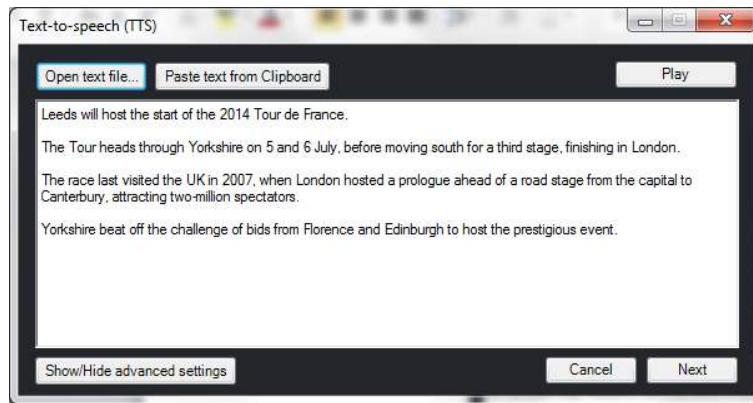 Text-to-speech (TTS)
Open text file... Paste text from Clipboard Play
Leeds will host the start of the 2014 Tour de France.
The Tour heads through Yorkshire on 5 and 6 July, before moving south for a third stage, finishing in London.
The race last visited the UK in 2007, when London hosted a prologue ahead of a road stage from the capital to
Canterbury, attracting two-million spectators.
Yorkshire beat off the challenge of bids from Florence and Edinburgh to host the prestigious event.
Show/Hide advanced settings Cancel Next